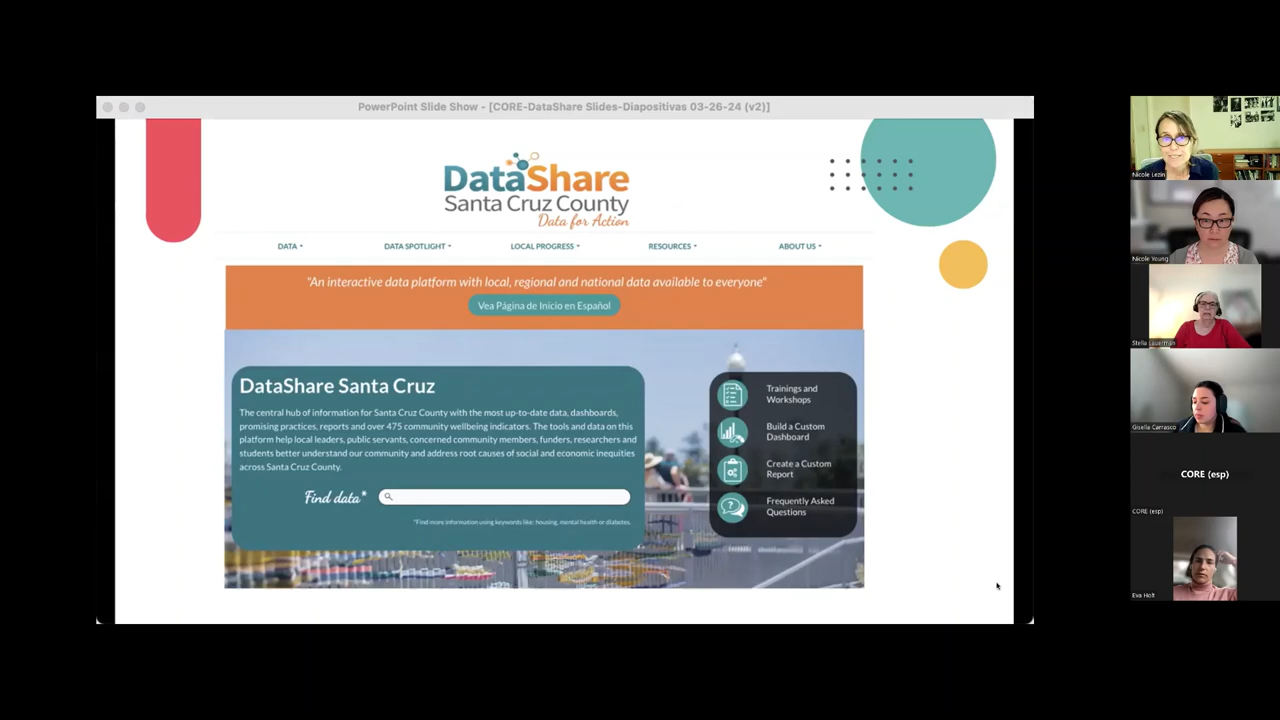 PowerPoint Slide Show - [CORE-DataShare Slides-Diapositivas 03-26-24 (v2)]
DataShare
Santa Cruz County
Data for Action
DATA
DATA SPOTLIGHT
LOCAL PROGRESS
RESOURCES
ABOUT US
"An interactive data platform with local, regional and national data available to everyone"
Vea Página de Inicio en Español
DataShare Santa Cruz
The central hub of information for Santa Cruz County with the most up-to-date data, dashboards,
promising practices, reports and over 475 community wellbeing indicators. The tools and data on this
platform help local leaders, public servants, concerned community members, funders, researchers and
students better understand our community and address root causes of social and economic inequities
across Santa Cruz County.
Find data*
*Find more information using keywords like: housing, mental health or diabetes.
Trainings and
Workshops
Build a Custom
Dashboard
Create a Custom
Report
Frequently Asked
Questions
Nicole Lezin
Nicole Young
Stella Lauerman
Gisella Carrasco
CORE (esp)
CORE (esp)
Eva Holt